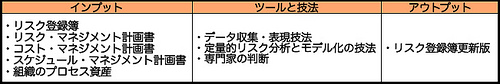 インプット
ツールと技法
アウトプット
・リスク登録簿
・リスク・マネジメント計画書
・コスト・マネジメント計画書
・スケジュール・マネジメント計画書
・組織のプロセス資産
・データ収集・表現技法
・定量的リスク分析とモデル化の技法
・専門家の判断
・リスク登録簿更新版